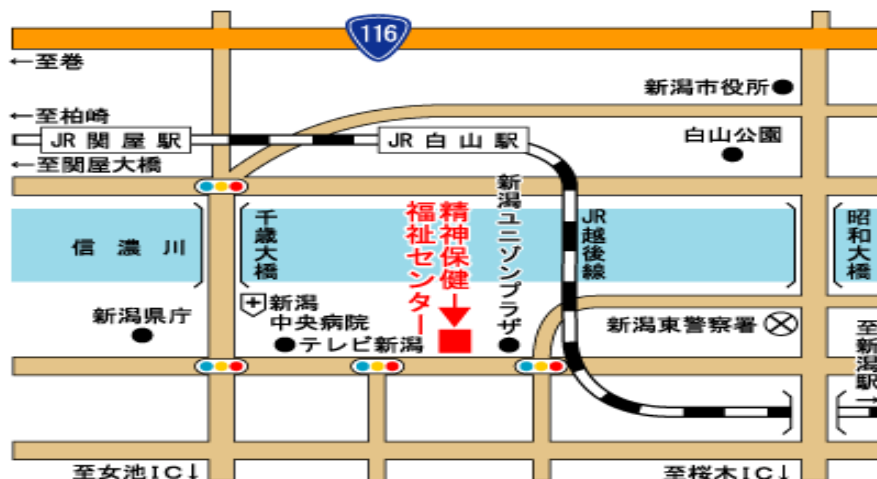 116
←至巻
新潟市役所
←至柏崎
JR関屋駅
JR白山駅
白山公園
←至関屋大橋
信濃川
千歳大橋
精神保健
福祉センター
新潟ユニゾンプラザ
JR越後線
昭和大橋
新潟県庁
新潟
中央病院
テレビ新潟
新潟東警察署
至新潟駅→
至女池IC↓
至桜木IC↓